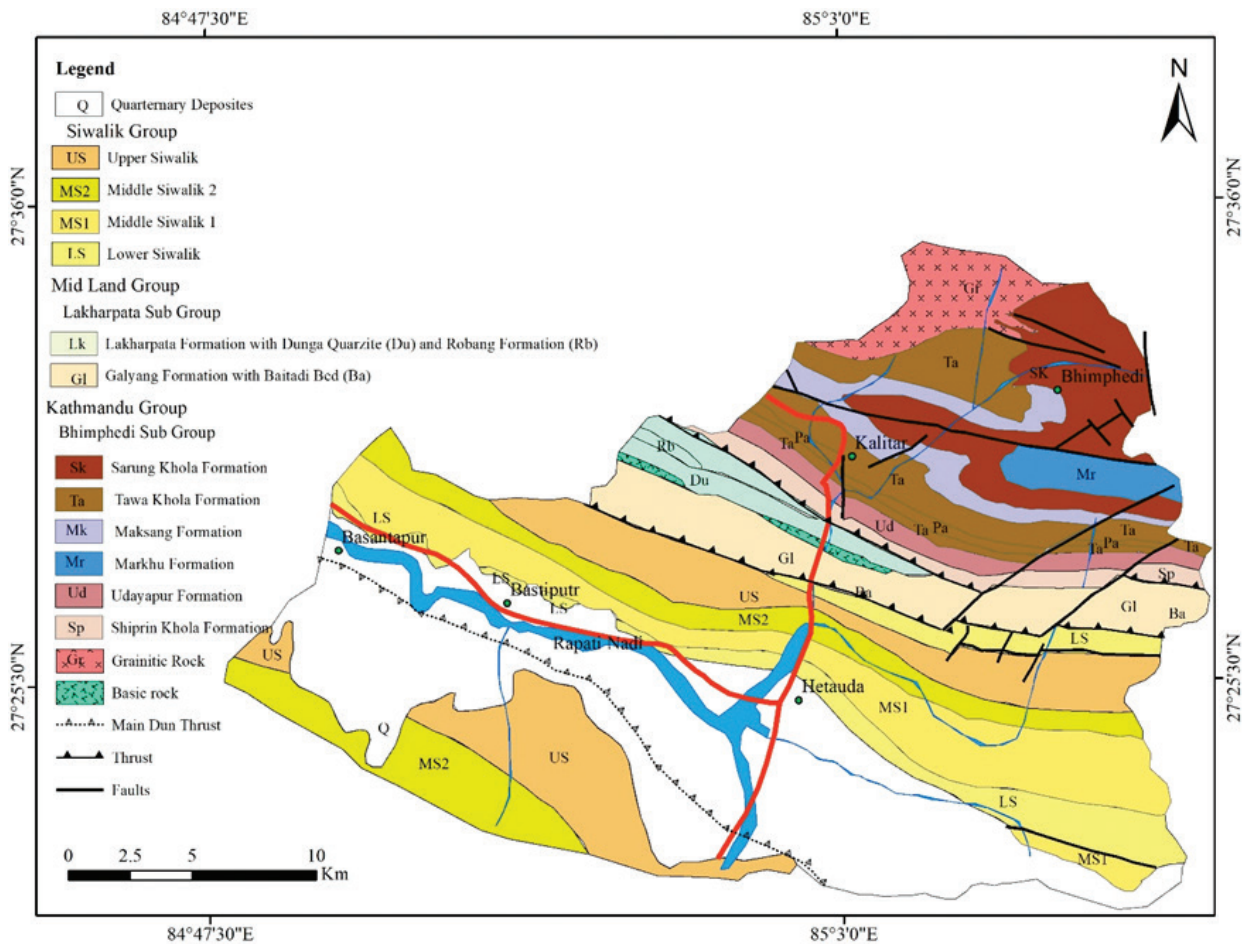 84°47'30"E
85°3'0"E
Legend
N
Q Quarternary Deposites
Siwalik Group
US Upper Siwalik
MS2 Middle Siwalik 2
MS1 Middle Siwalik 1
LS Lower Siwalik
Mid Land Group
Lakharpata Sub Group
Lk Lakharpata Formation with Dunga Quarzite (Du) and Robang Formation (Rb)
Gl Galyang Formation with Baitadi Bed (Ba)
Kathmandu Group
Bhimphedi Sub Group
Sk Sarung Khola Formation
Ta Tawa Khola Formation
Mk Maksang Formation
Mr Markhu Formation
Ud Udayapur Formation
Sp Shiprin Khola Formation
Gr Grainitic Rock
Basic rock
Main Dun Thrust
Thrust
Faults
0 2.5 5 10
Km
27°36'0"N
27°36'0"N
27°25'30"N
27°25'30"N
Gr
Ta
SK
Bhimphedi
Ta
Pa
Kalitar
Rb
Mr
Du
Ta
Ud
Ta
Pa
Ta
Ta
Pa
Ta
LS
Basantapur
Gl
Sp
LS
Bastiputr
LS
US
Ba
Gl
Ba
MS2
LS
Rapati Nadi
US
Hetauda
MS1
Q
MS2
US
LS
MS1
84°47'30"E
85°3'0"E